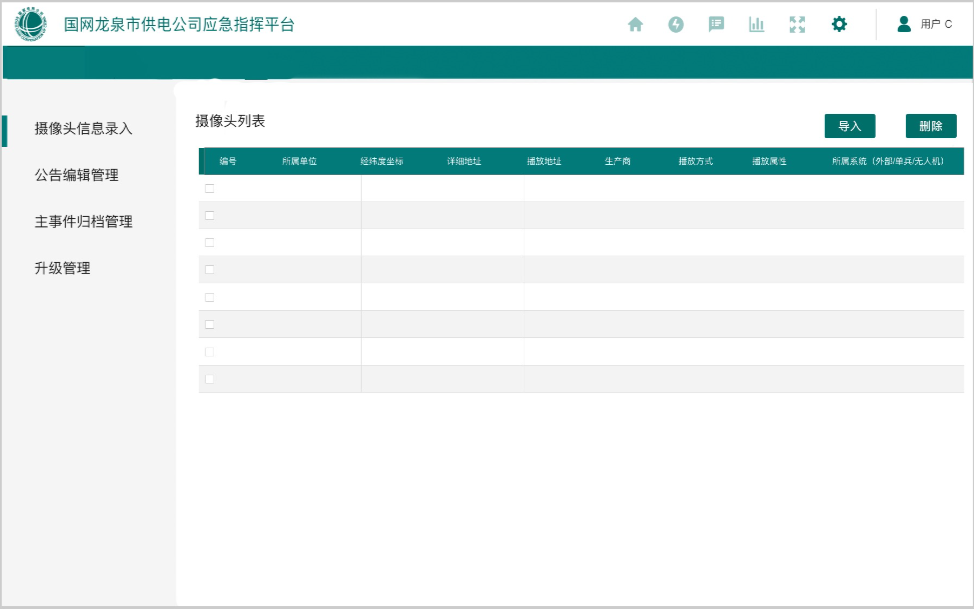 国网龙泉市供电公司应急指挥平台
用户 C
摄像头信息录入
公告编辑管理
主事件归档管理
升级管理
摄像头列表
导入 删除
编号 所属单位 经纬度坐标 详细地址 播放地址 生产商 播放方式 播放属性 所属系统（外部/单兵/无人机）